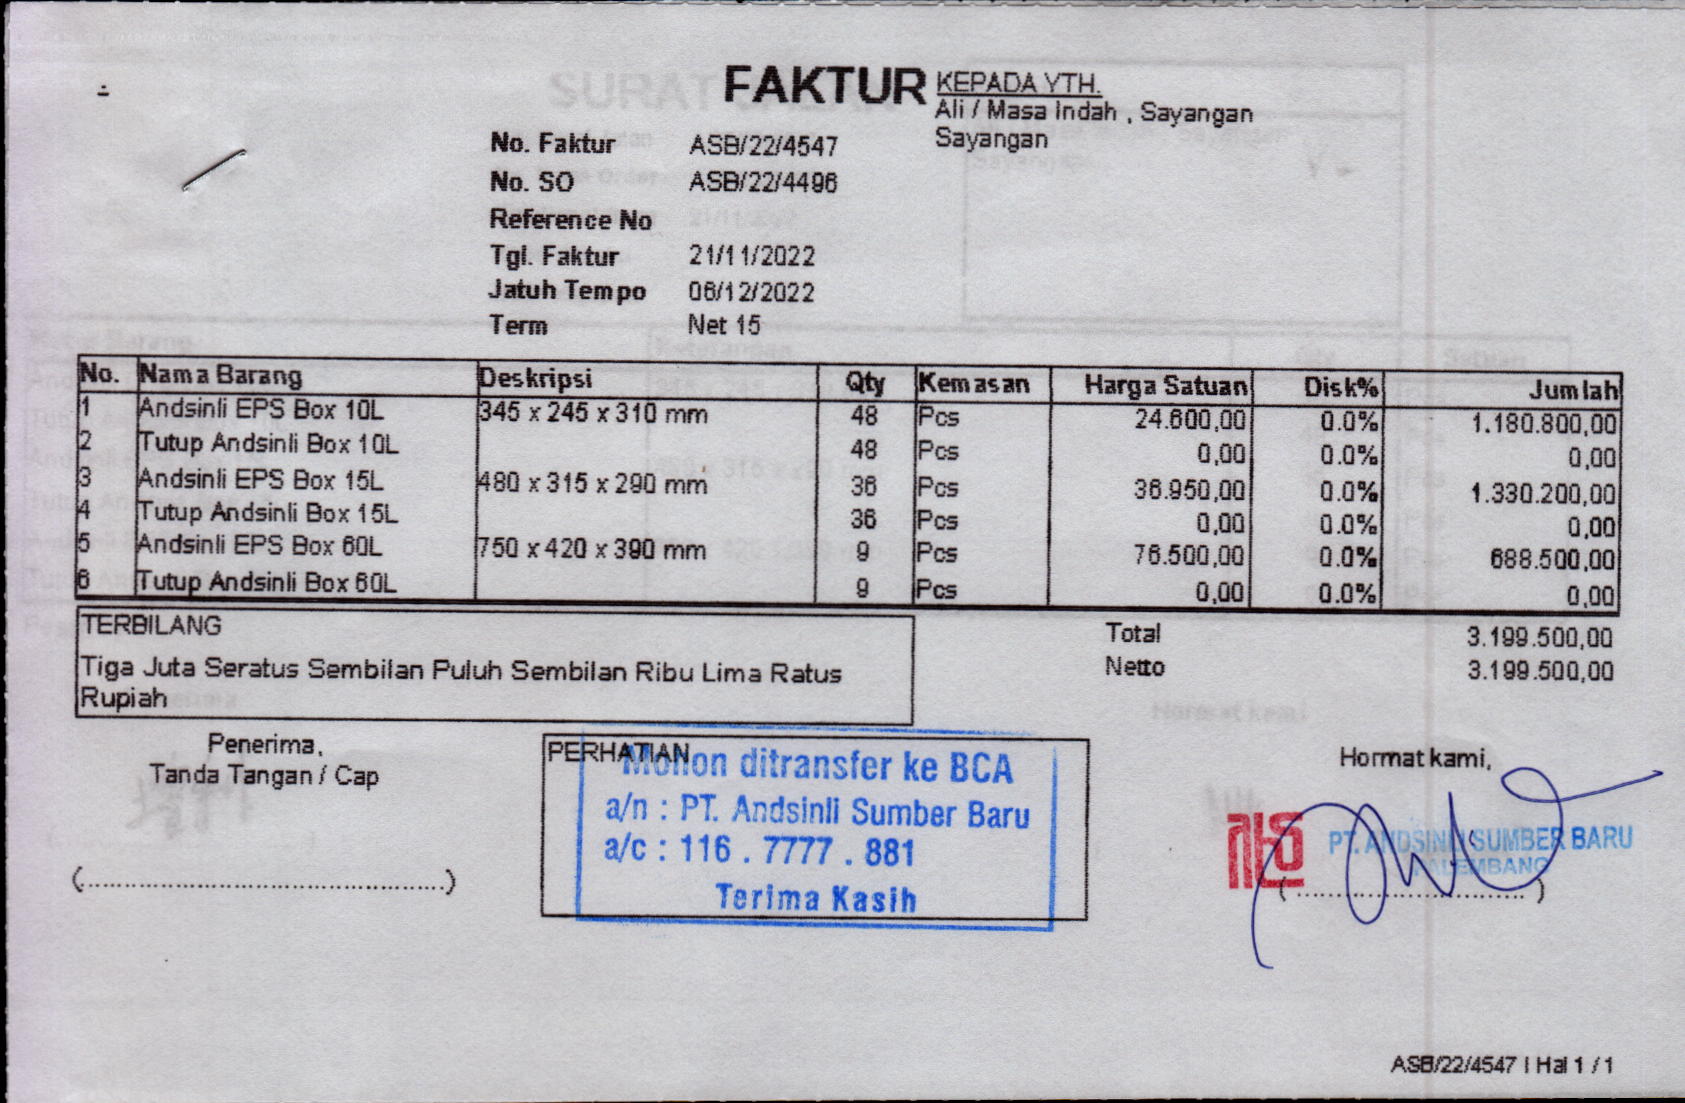 FAKTUR
KEPADA YTH.
Ali / Masa Indah , Sayangan
Sayangan
No. Faktur ASB/22/4547
No. SO ASB/22/4496
Reference No
Tgl. Faktur 21/11/2022
Jatuh Tempo 06/12/2022
Term Net 15
No. Nama Barang Deskripsi Qty Kemasan Harga Satuan Disk% Jumlah
1 Andsinli EPS Box 10L 345 x 245 x 310 mm 48 Pcs 24.600,00 0.0% 1.180.800,00
2 Tutup Andsinli Box 10L 48 Pcs 0,00 0.0% 0,00
3 Andsinli EPS Box 15L 480 x 315 x 290 mm 36 Pcs 36.950,00 0.0% 1.330.200,00
4 Tutup Andsinli Box 15L 36 Pcs 0,00 0.0% 0,00
5 Andsinli EPS Box 60L 750 x 420 x 390 mm 9 Pcs 76.500,00 0.0% 688.500,00
6 Tutup Andsinli Box 60L 9 Pcs 0,00 0.0% 0,00
TERBILANG
Tiga Juta Seratus Sembilan Puluh Sembilan Ribu Lima Ratus
Rupiah
Total 3.199.500,00
Netto 3.199.500,00
Penerima,
Tanda Tangan / Cap
(................................................)
PERHATIAN
Mohon ditransfer ke BCA
a/n : PT. Andsinli Sumber Baru
a/c : 116 . 7777 . 881
Terima Kasih
Hormat kami,
PT. ANDSINLI SUMBER BARU
PALEMBANG
(................................)
ASB/22/4547 | Hal 1 / 1